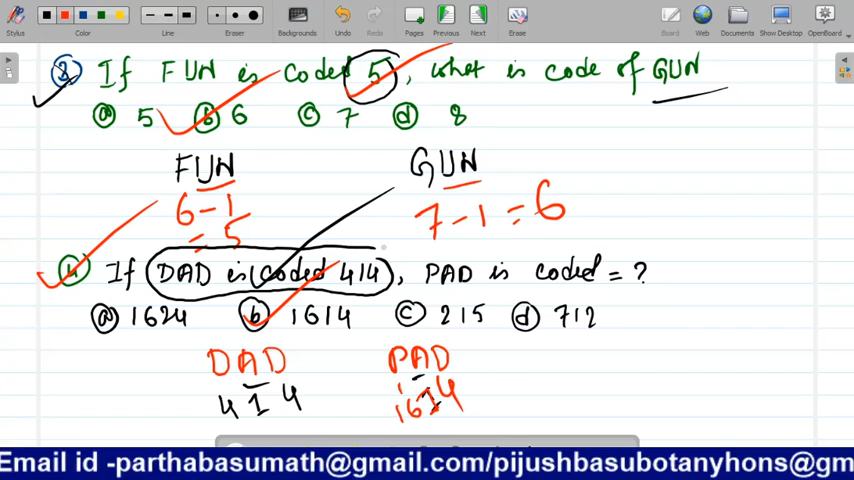 Stylus
Color
Line
Eraser
Backgrounds
Undo
Redo
Pages
Previous
Next
Erase
Board
Web
Documents
Show Desktop
OpenBoard
3 If FUN is coded 5, what is code of GUN
a 5 b 6 c 7 d 8
FUN GUN
6-1 7-1 = 6
= 5
4 If DAD is coded 414, PAD is coded = ?
a 1624 b 1614 c 215 d 712
DAD PAD
4 1 4 1614
Email id -parthabasumath@gmail.com/pijushbasubotanyhons@gm